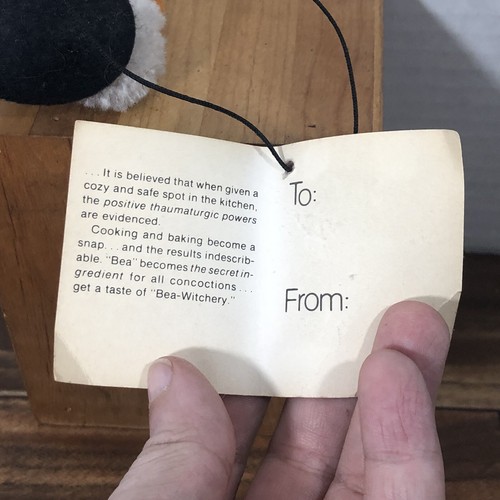 . . . It is believed that when given a
cozy and safe spot in the kitchen,
the positive thaumaturgic powers
are evidenced.
Cooking and baking become a
snap. . . and the results indescrib-
able. "Bea" becomes the secret in-
gredient for all concoctions . . .
get a taste of "Bea-Witchery."
To:
From: